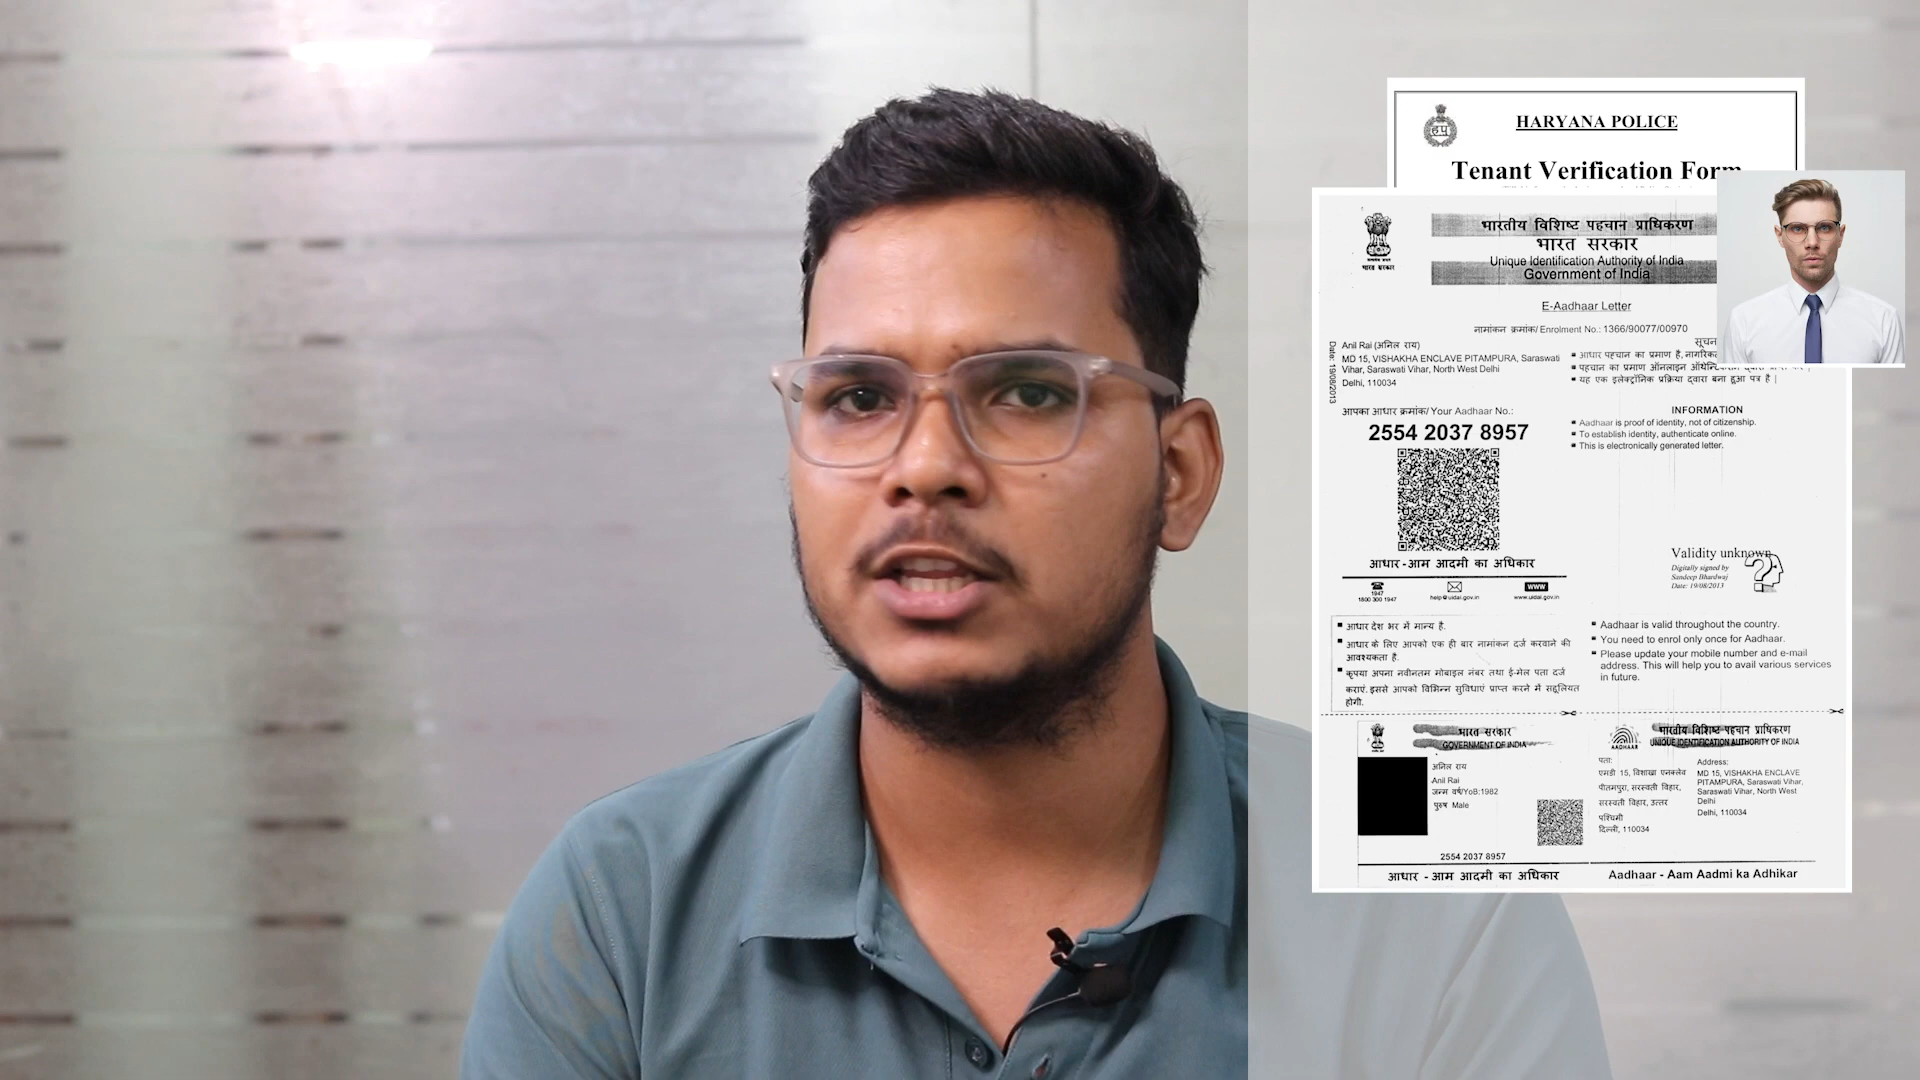 HARYANA POLICE
Tenant Verification Form
भारतीय विशिष्ट पहचान प्राधिकरण
भारत सरकार
Unique Identification Authority of India
Government of India
भारत सरकार
E-Aadhaar Letter
नामांकन क्रमांक/ Enrolment No.: 1366/90077/00970
Date: 19/08/2013
Anil Rai (अनिल राय)
MD 15, VISHAKHA ENCLAVE PITAMPURA, Saraswati
Vihar, Saraswati Vihar, North West Delhi
Delhi, 110034
सूचन
आधार पहचान का प्रमाण है, नागरिक
पहचान का प्रमाण ऑनलाइन
यह एक इलेक्ट्रॉनिक प्रक्रिया द्वारा बना हुआ पत्र है |
आपका आधार क्रमांक/ Your Aadhaar No.:
2554 2037 8957
INFORMATION
Aadhaar is proof of identity, not of citizenship.
To establish identity, authenticate online.
This is electronically generated letter.
आधार -आम आदमी का अधिकार
Validity unknown
Digitally signed by
Sandeep Bhardwaj
Date: 19/08/2013
1947
1800 300 1947
help@uidai.gov.in
WWW
www.uidai.gov.in
आधार देश भर में मान्य है.
आधार के लिए आपको एक ही बार नामांकन दर्ज करवाने की
आवश्यकता है.
कृपया अपना नवीनतम मोबाइल नंबर तथा ई-मेल पता दर्ज
कराएं. इससे आपको विभिन्न सुविधाएं प्राप्त करने में सहूलियत
होगी.
Aadhaar is valid throughout the country.
You need to enrol only once for Aadhaar.
Please update your mobile number and e-mail
address. This will help you to avail various services
in future.
भारत सरकार
GOVERNMENT OF INDIA
अनिल राय
Anil Rai
जन्म वर्ष/YoB:1982
पुरुष Male
2554 2037 8957
आधार - आम आदमी का अधिकार
AADHAAR
भारतीय विशिष्ट पहचान प्राधिकरण
UNIQUE IDENTIFICATION AUTHORITY OF INDIA
पता:
एमडी 15, विशाखा एनक्लेव
पीतमपुरा, सरस्वती विहार,
सरस्वती विहार, उत्तर
पश्चिमी
दिल्ली, 110034
Address:
MD 15, VISHAKHA ENCLAVE
PITAMPURA, Saraswati Vihar,
Saraswati Vihar, North West
Delhi
Delhi, 110034
Aadhaar - Aam Aadmi ka Adhikar